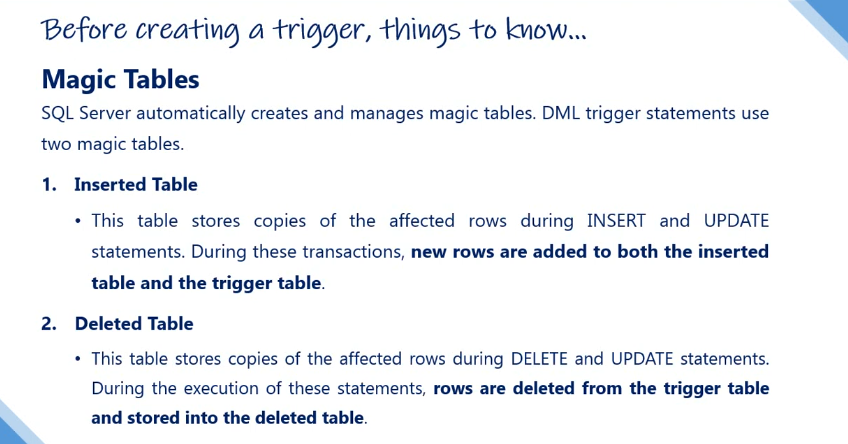 Before creating a trigger, things to know...
Magic Tables
SQL Server automatically creates and manages magic tables. DML trigger statements use
two magic tables.
1. Inserted Table
• This table stores copies of the affected rows during INSERT and UPDATE
statements. During these transactions, new rows are added to both the inserted
table and the trigger table.
2. Deleted Table
• This table stores copies of the affected rows during DELETE and UPDATE statements.
During the execution of these statements, rows are deleted from the trigger table
and stored into the deleted table.